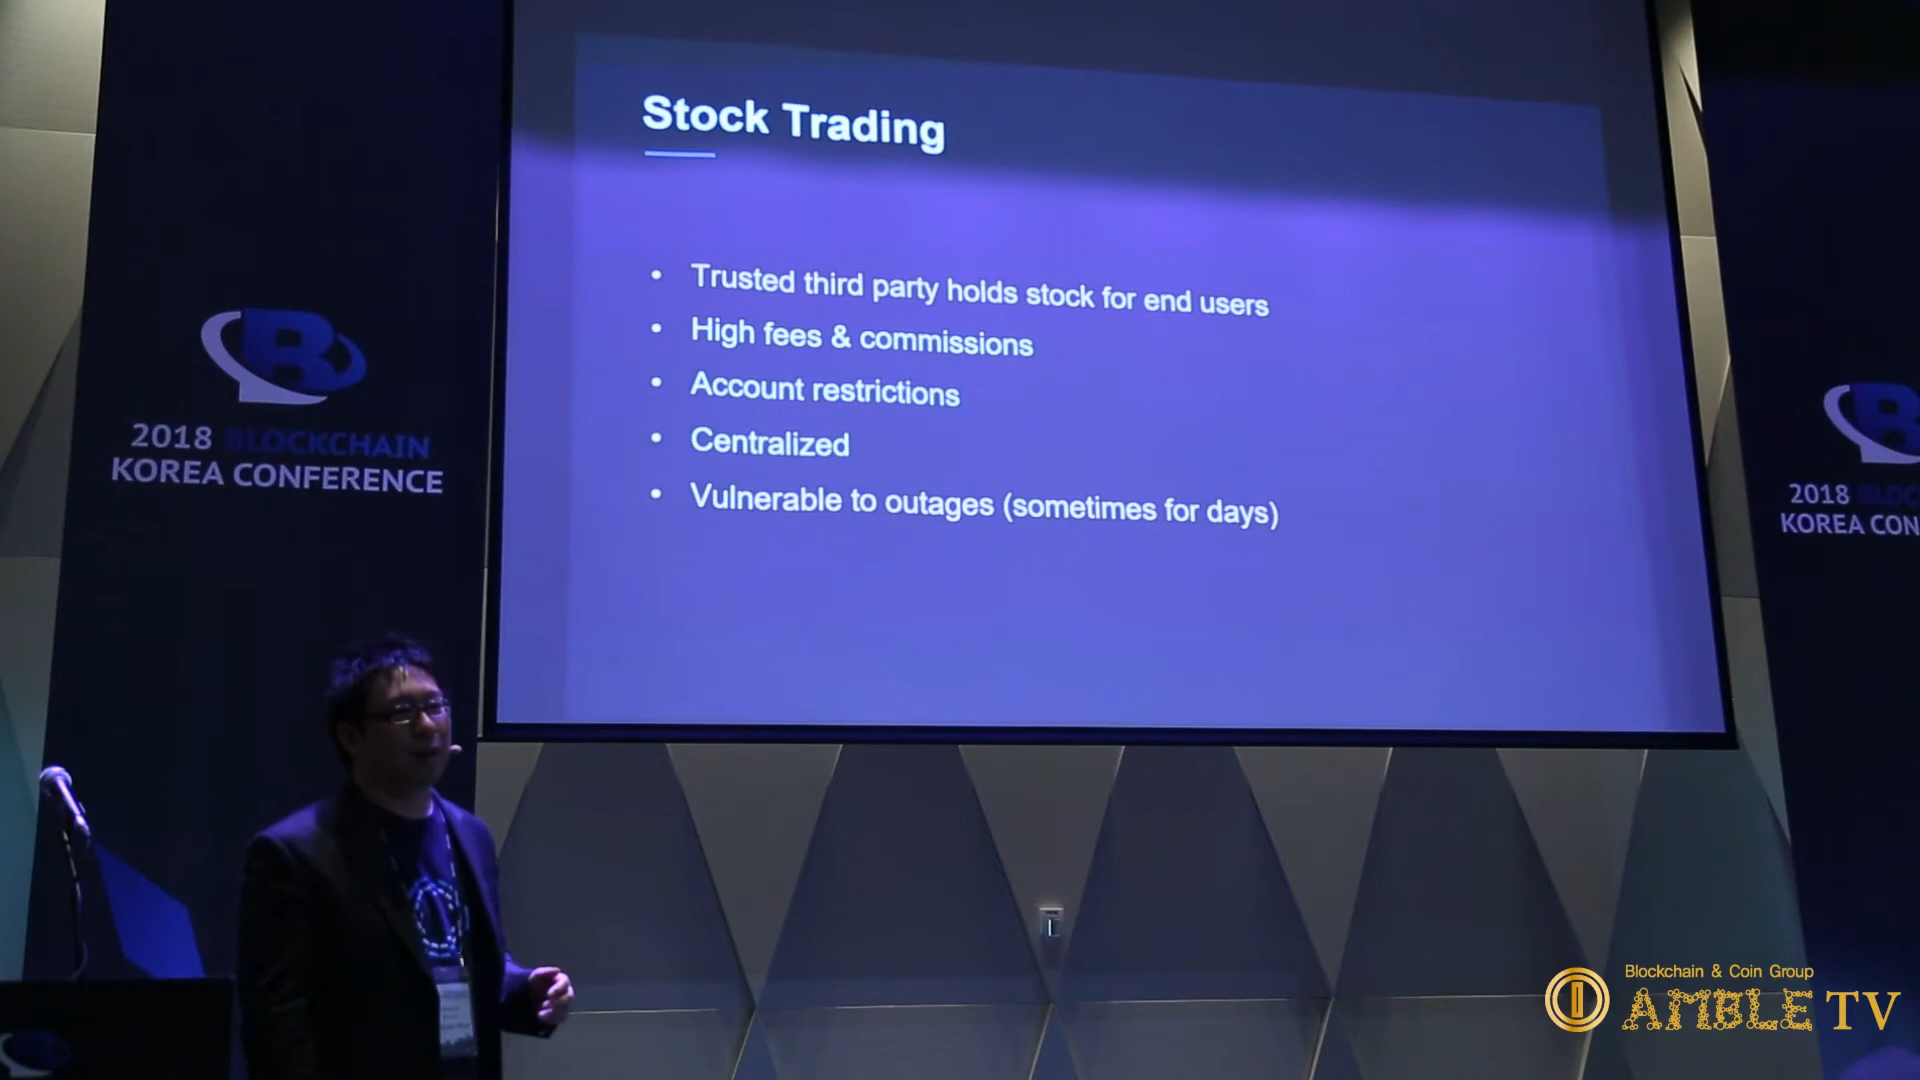 Stock Trading
• Trusted third party holds stock for end users
• High fees & commissions
• Account restrictions
• Centralized
• Vulnerable to outages (sometimes for days)
B
2018 BLOCKCHAIN
KOREA CONFERENCE
B
2018 BLOC
KOREA CON
Blockchain & Coin Group
AMBLE TV